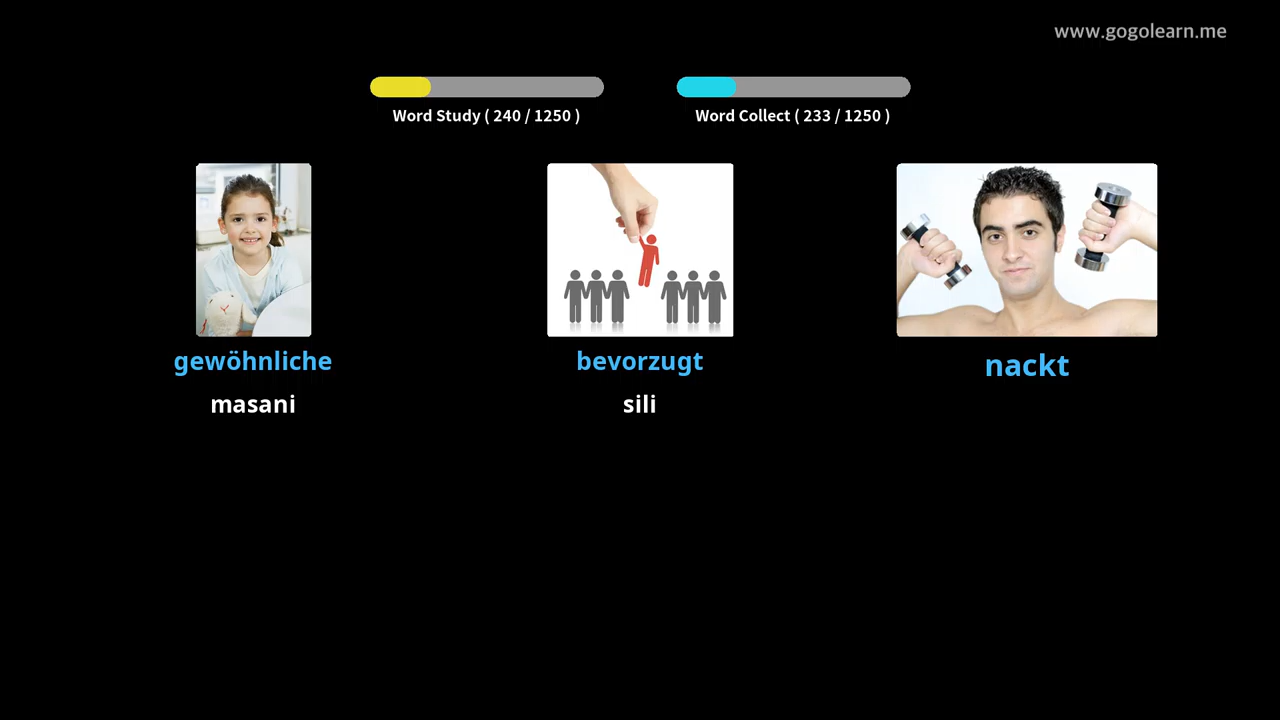 www.gogolearn.me
Word Study ( 240 / 1250 )
Word Collect ( 233 / 1250 )
gewöhnliche
bevorzugt
nackt
masani
sili